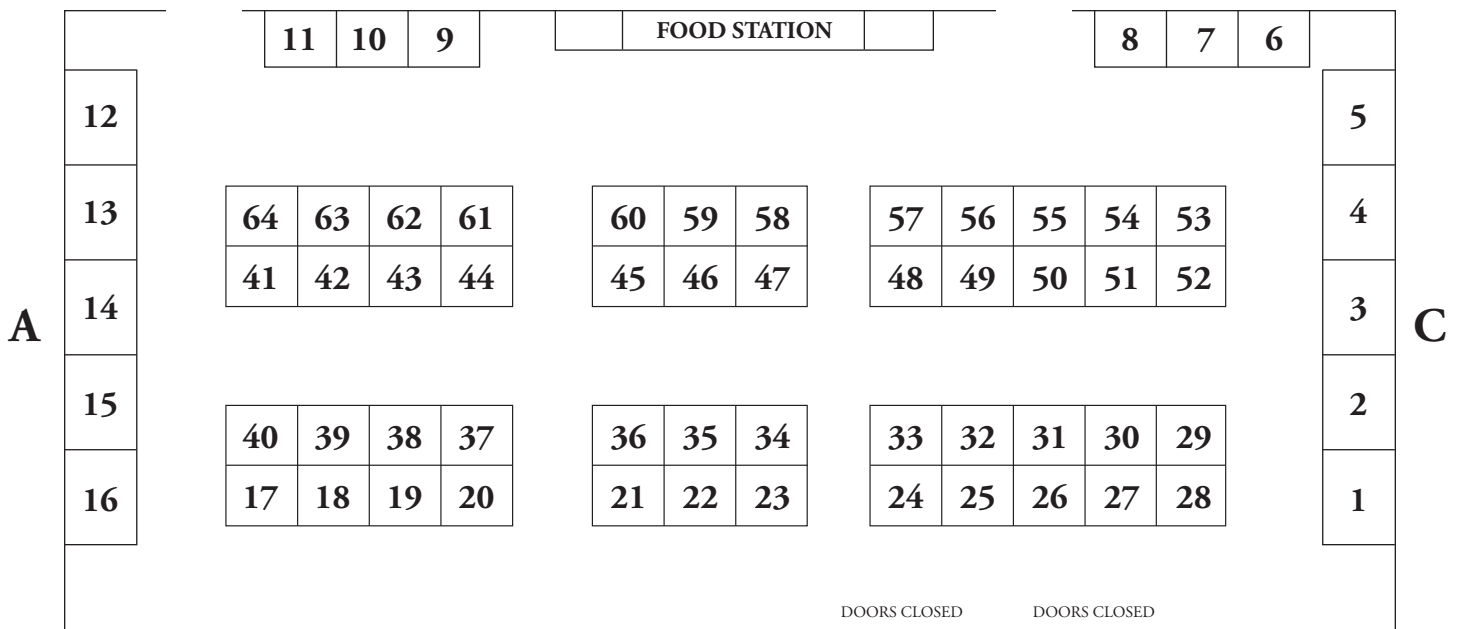 11 10 9 FOOD STATION 8 7 6
12 5
13 64 63 62 61 60 59 58 57 56 55 54 53 4
41 42 43 44 45 46 47 48 49 50 51 52
A 14 3 C
15 40 39 38 37 36 35 34 33 32 31 30 29 2
16 17 18 19 20 21 22 23 24 25 26 27 28 1
DOORS CLOSED DOORS CLOSED